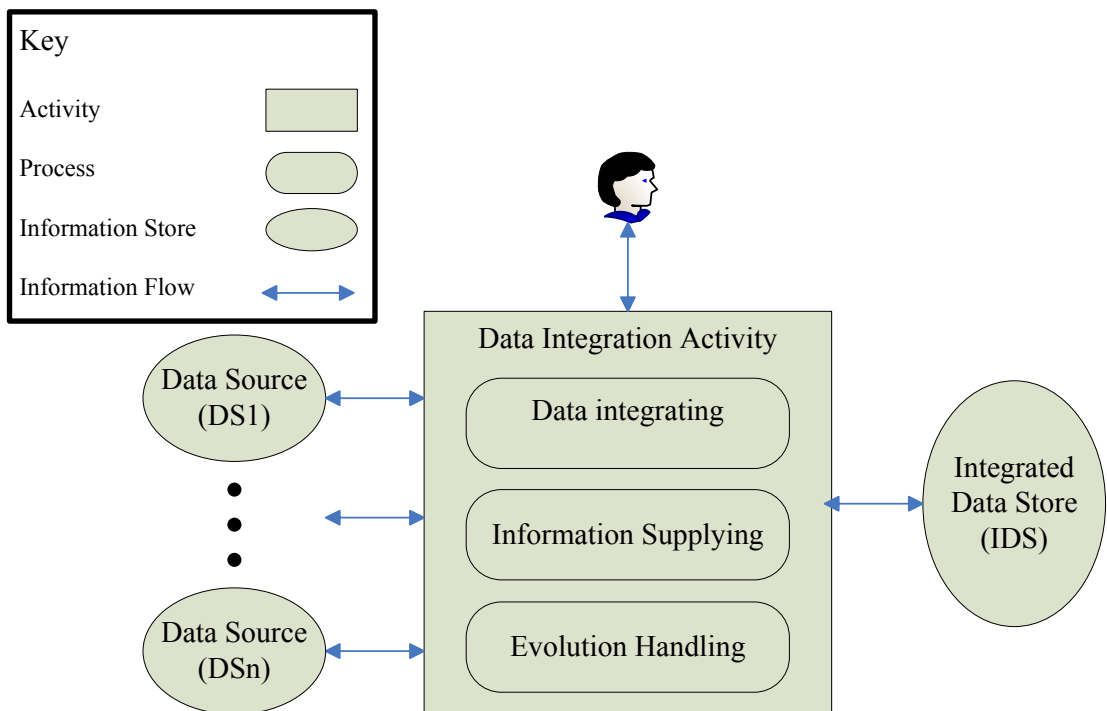 Key
Activity
Process
Information Store
Information Flow
Data Integration Activity
Data Source
(DS1)
Data integrating
Information Supplying
Integrated
Data Store
(IDS)
Data Source
(DSn)
Evolution Handling